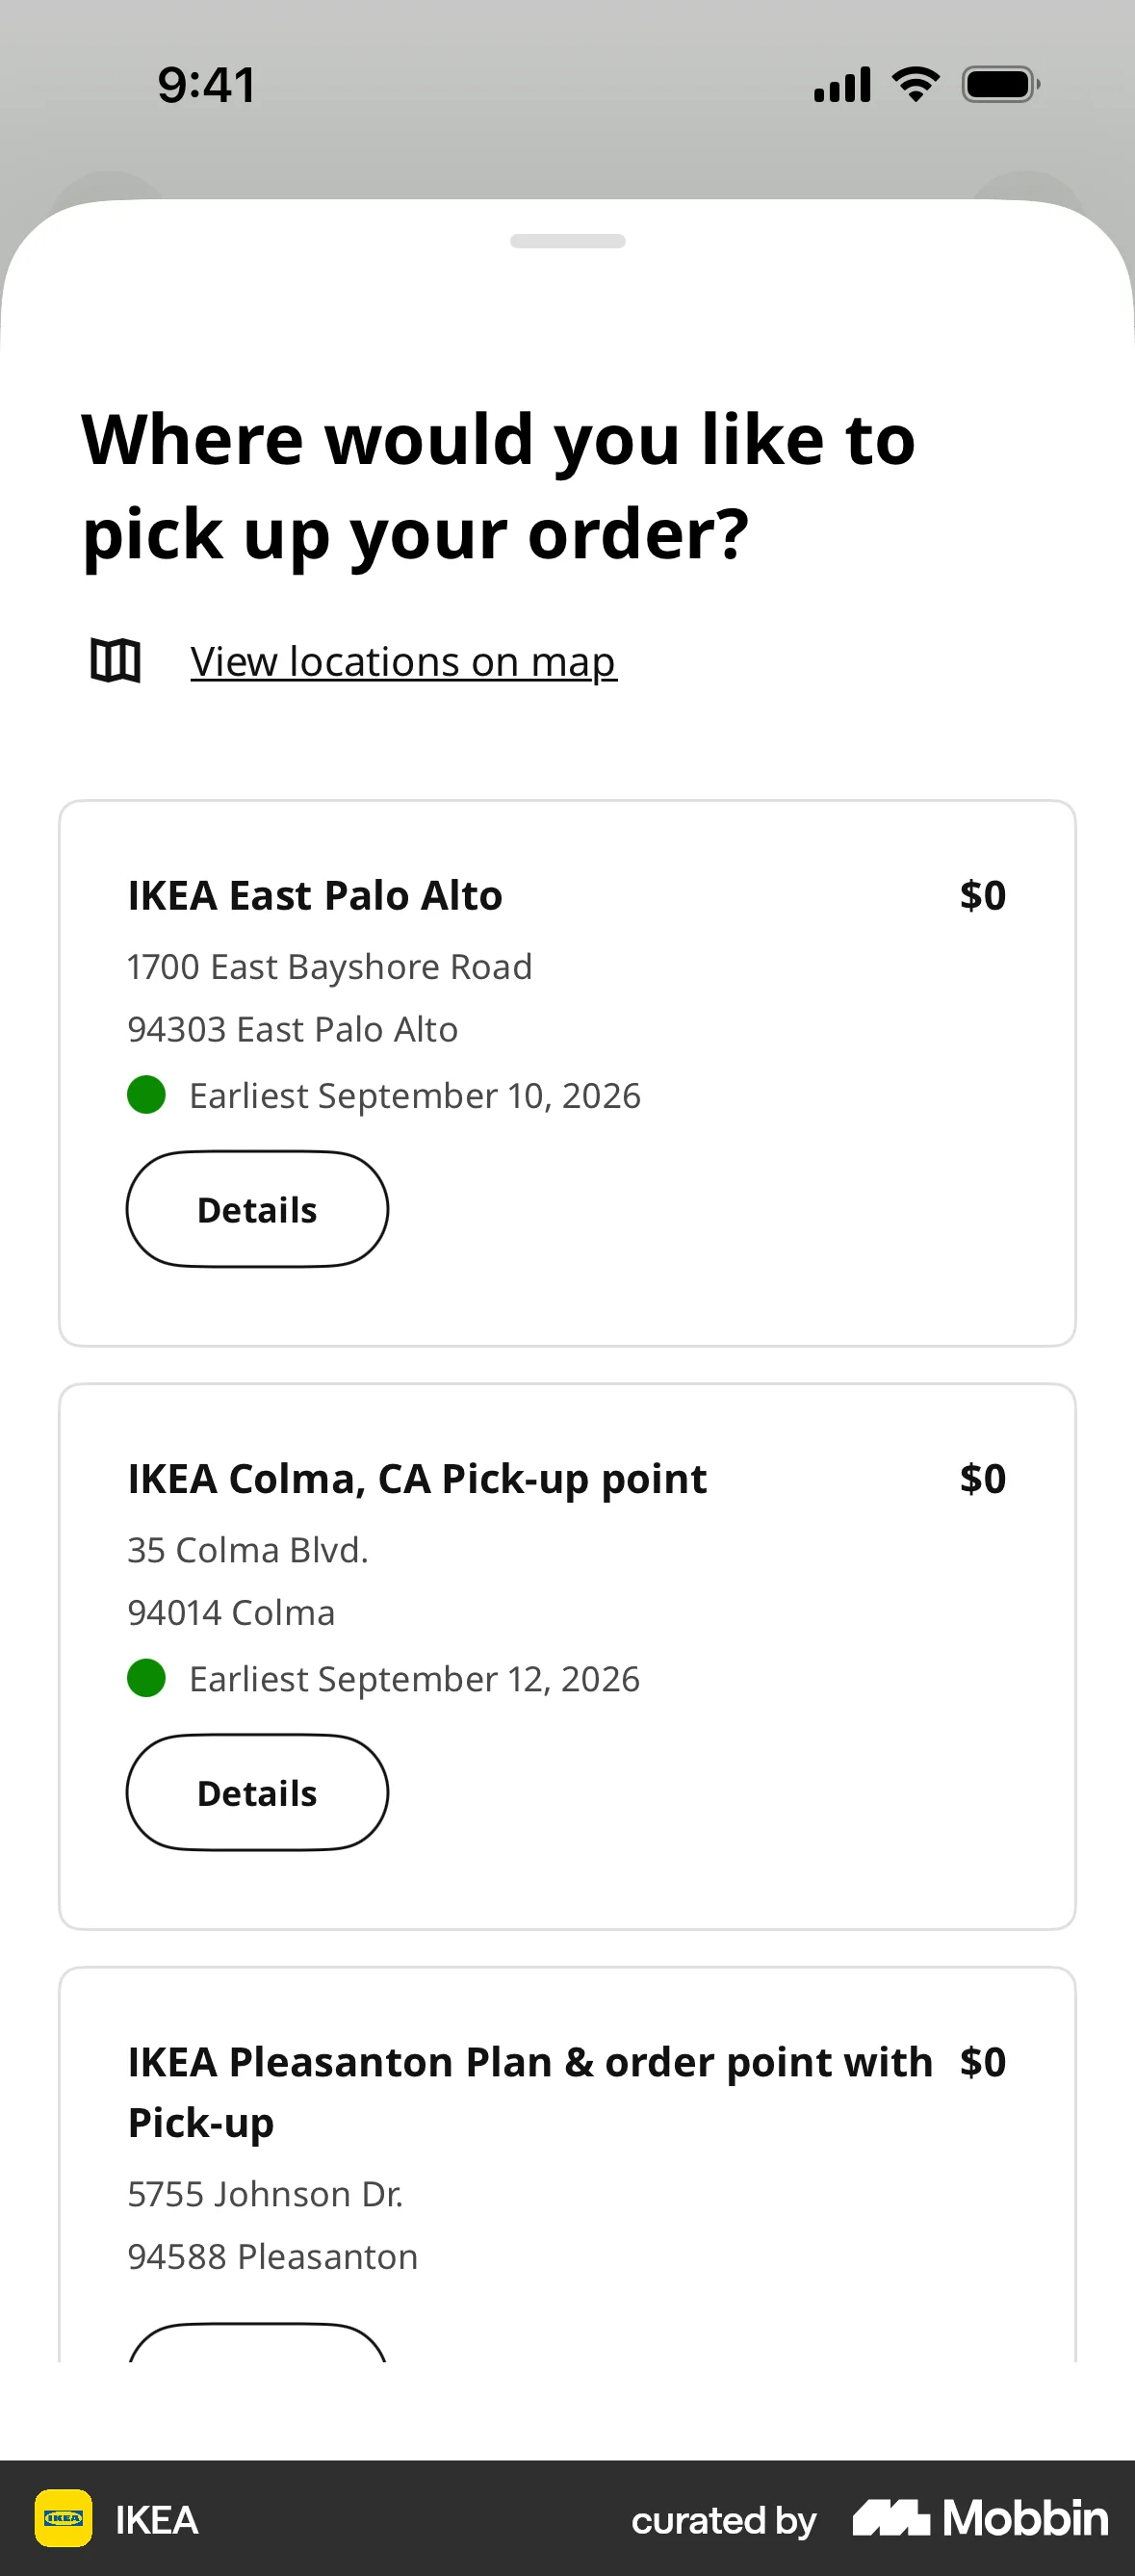 9:41
Where would you like to
pick up your order?
View locations on map
IKEA East Palo Alto
$0
1700 East Bayshore Road
94303 East Palo Alto
Earliest September 10, 2026
Details
IKEA Colma, CA Pick-up point
$0
35 Colma Blvd.
94014 Colma
Earliest September 12, 2026
Details
IKEA Pleasanton Plan & order point with
$0
Pick-up
5755 Johnson Dr.
94588 Pleasanton
IKEA
IKEA
curated by
Mobbin